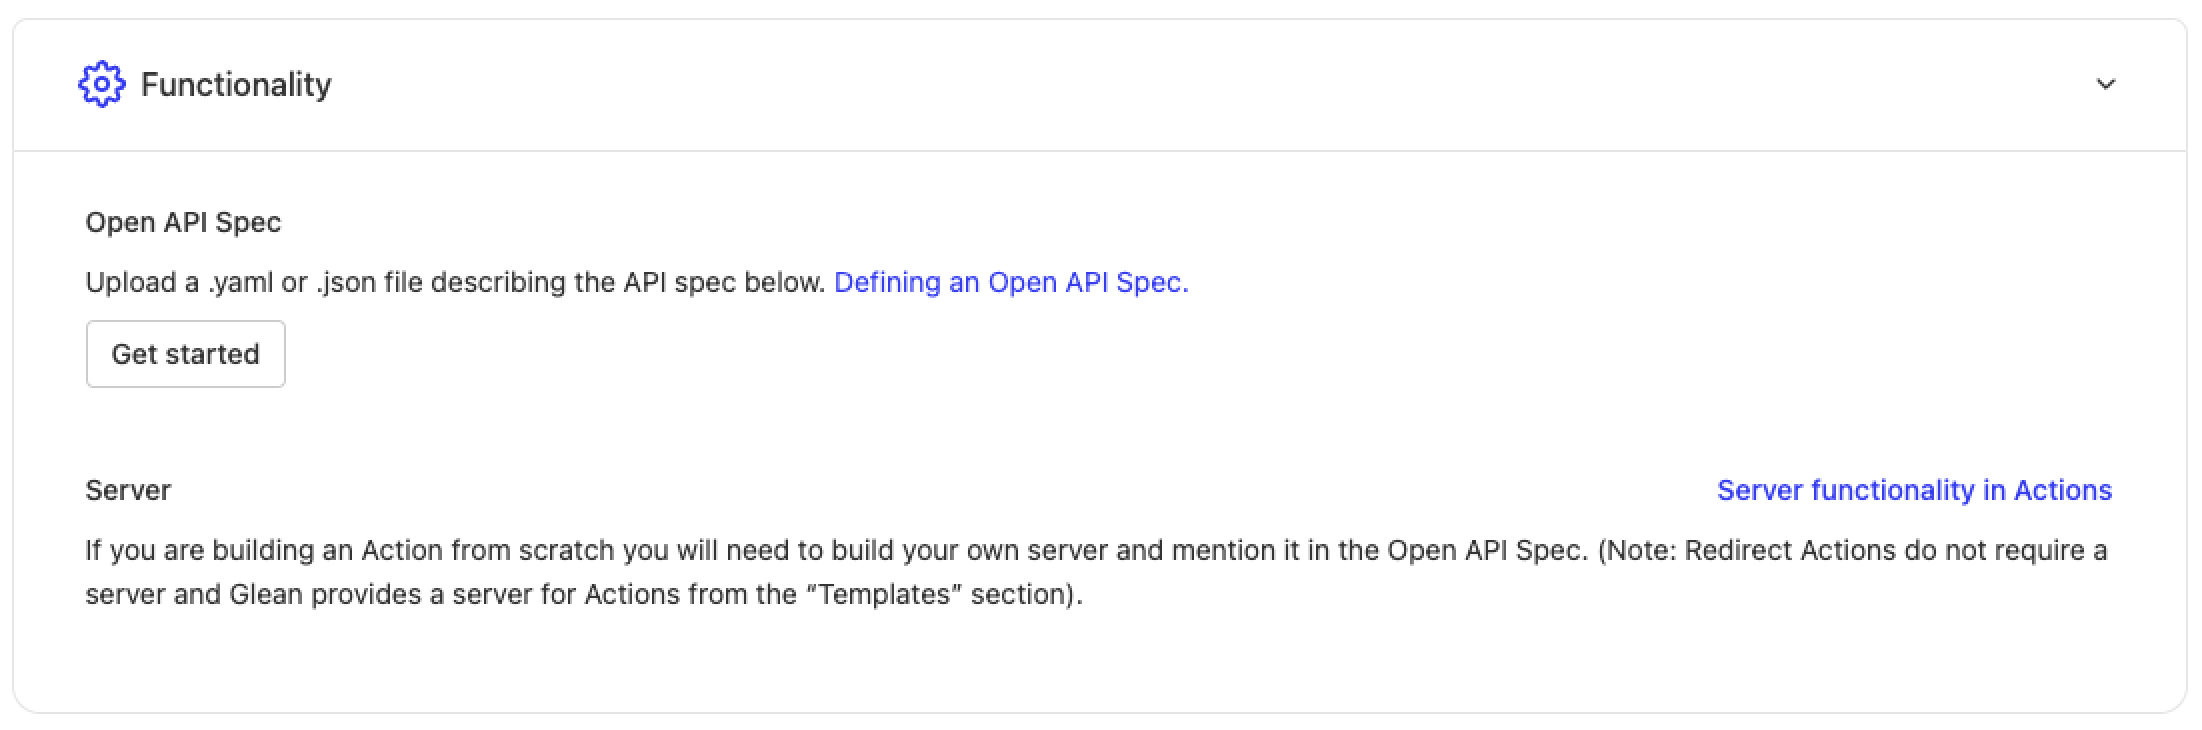 Functionality
Open API Spec
Upload a .yaml or .json file describing the API spec below. Defining an Open API Spec.
Get started
Server
Server functionality in Actions
If you are building an Action from scratch you will need to build your own server and mention it in the Open API Spec. (Note: Redirect Actions do not require a
server and Glean provides a server for Actions from the “Templates” section).